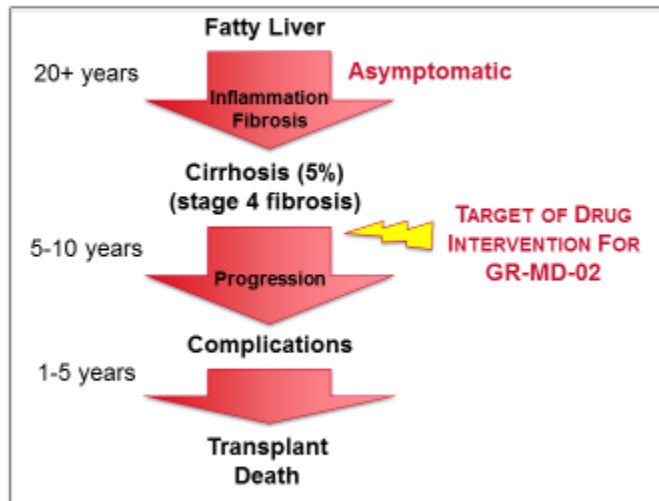 Fatty Liver
20+ years
Asymptomatic
Inflammation
Fibrosis
Cirrhosis (5%)
(stage 4 fibrosis)
TARGET OF DRUG
INTERVENTION FOR
GR-MD-02
5-10 years
Progression
Complications
1-5 years
Transplant
Death